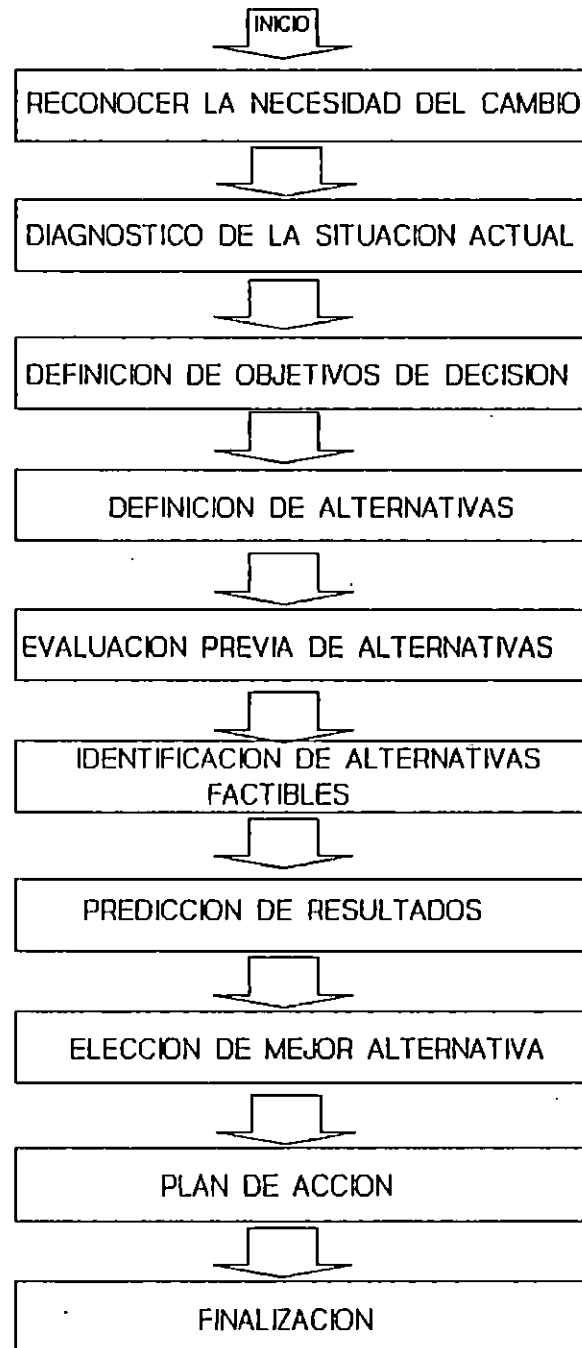 INICIO
RECONOCER LA NECESIDAD DEL CAMBIO
DIAGNOSTICO DE LA SITUACION ACTUAL
DEFINICION DE OBJETIVOS DE DECISION
DEFINICION DE ALTERNATIVAS
EVALUACION PREVIA DE ALTERNATIVAS
IDENTIFICACION DE ALTERNATIVAS
FACTIBLES
PREDICCION DE RESULTADOS
ELECCION DE MEJOR ALTERNATIVA
PLAN DE ACCION
FINALIZACION